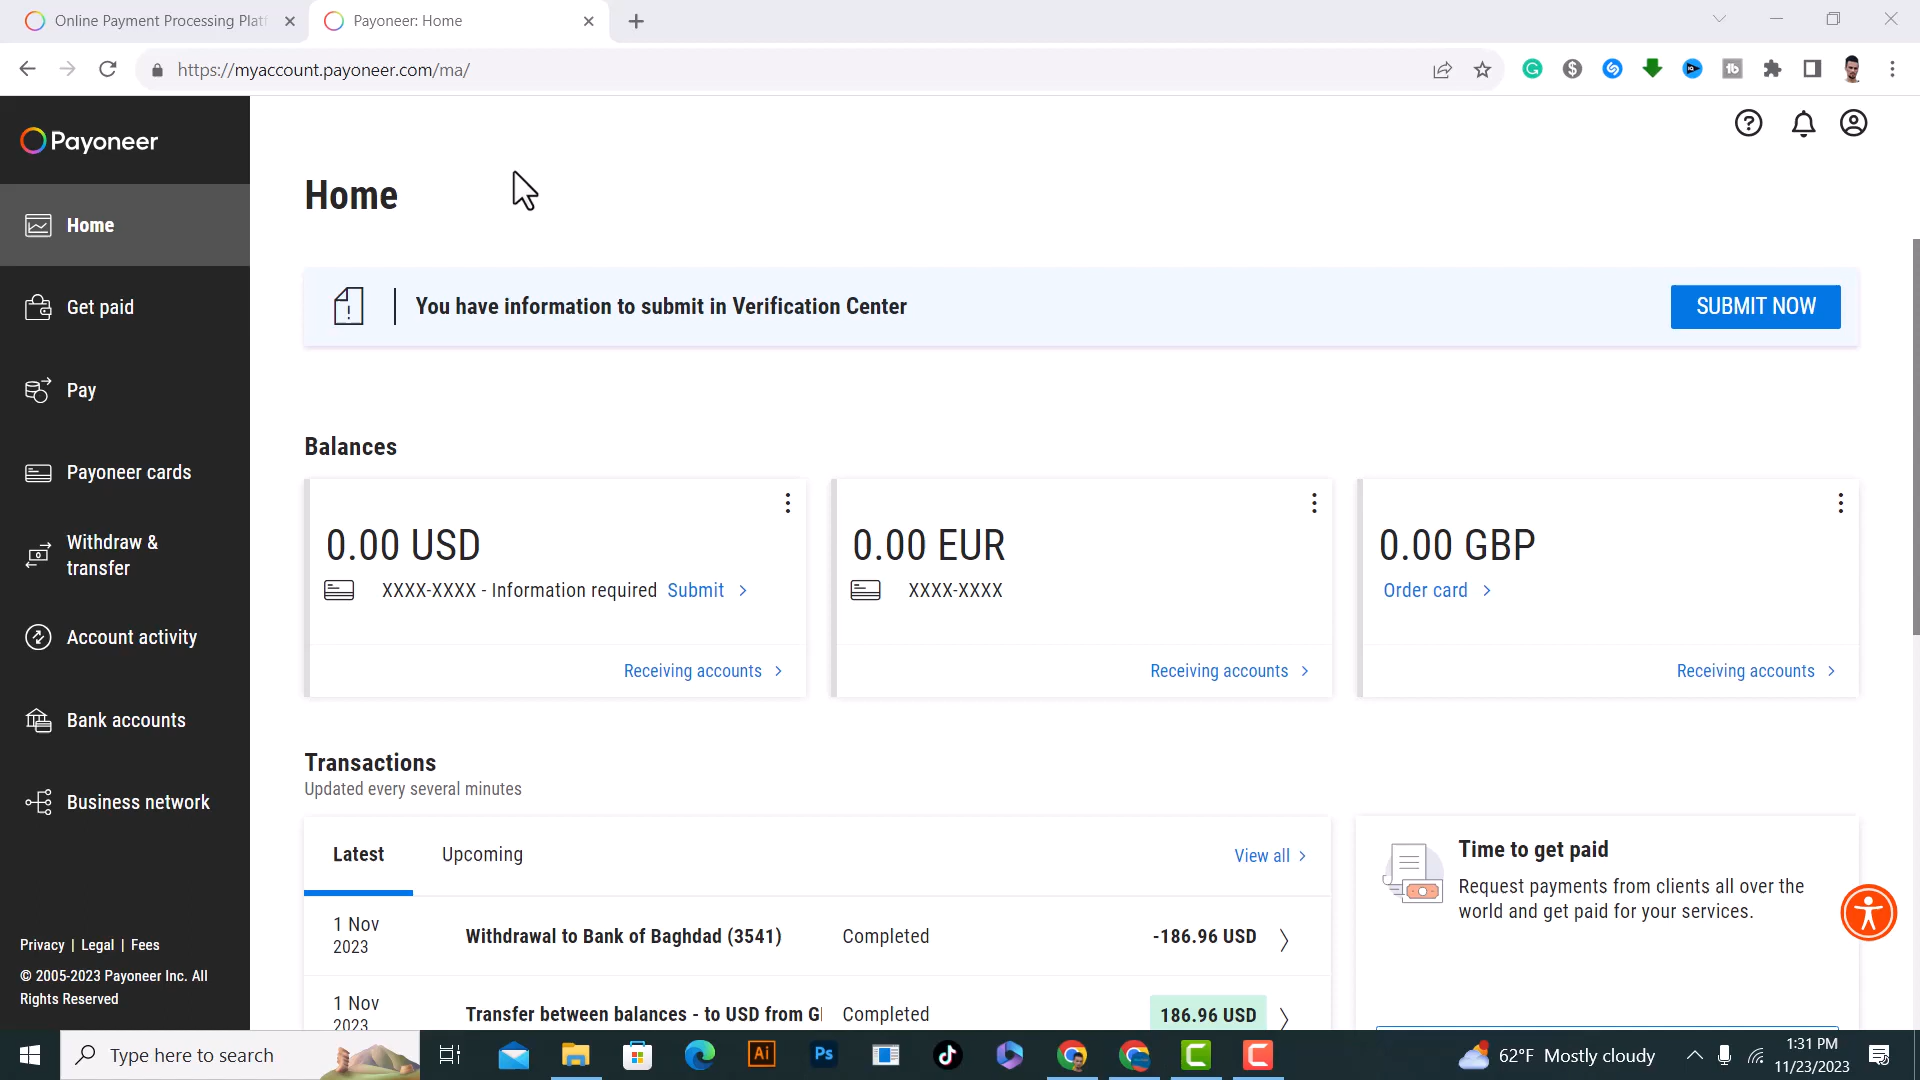 Online Payment Processing Platf
Payoneer: Home
https://myaccount.payoneer.com/ma/
Payoneer
Home
Get paid
Pay
Payoneer cards
Withdraw &
transfer
Account activity
Bank accounts
Business network
Privacy | Legal | Fees
© 2005-2023 Payoneer Inc. All
Rights Reserved
Home
You have information to submit in Verification Center
SUBMIT NOW
Balances
0.00 USD
XXXX-XXXX - Information required Submit
Receiving accounts
0.00 EUR
XXXX-XXXX
Receiving accounts
0.00 GBP
Order card
Receiving accounts
Transactions
Updated every several minutes
Latest
Upcoming
View all
1 Nov
2023
Withdrawal to Bank of Baghdad (3541)
Completed
-186.96 USD
1 Nov
2023
Transfer between balances - to USD from G
Completed
186.96 USD
Time to get paid
Request payments from clients all over the
world and get paid for your services.
Type here to search
Ai
Ps
62°F Mostly cloudy
1:31 PM
11/23/2023